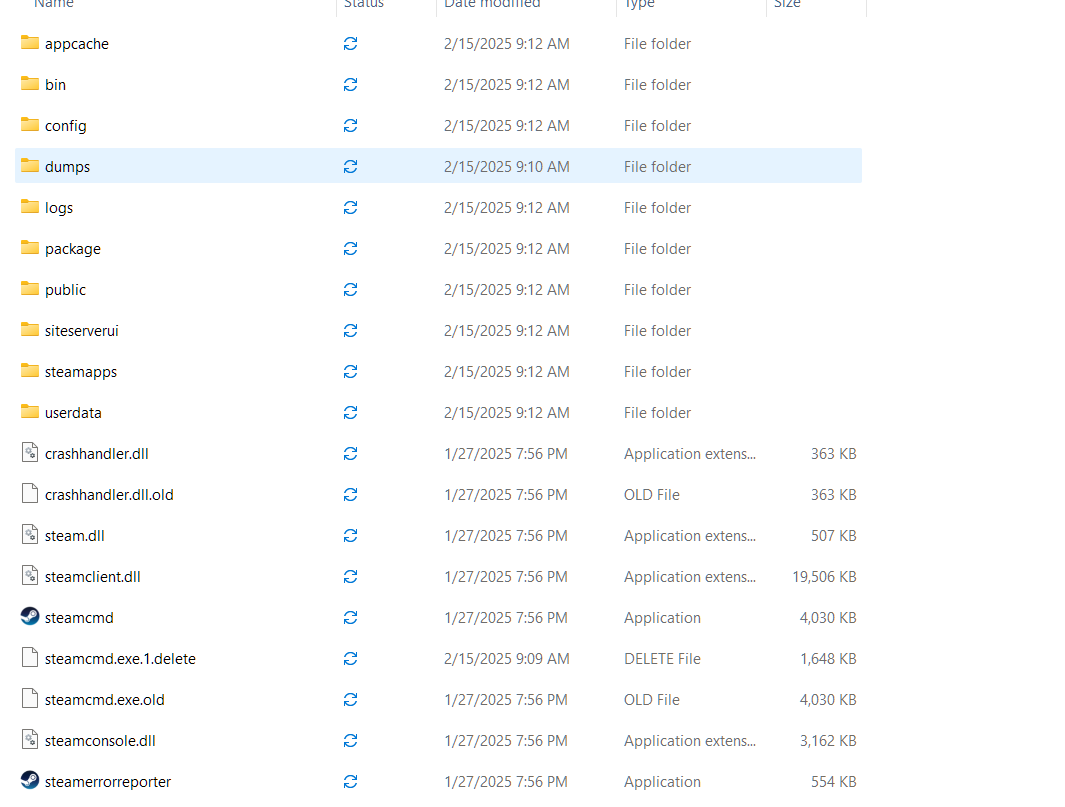 Name Status Date modified Type Size
appcache 2/15/2025 9:12 AM File folder
bin 2/15/2025 9:12 AM File folder
config 2/15/2025 9:12 AM File folder
dumps 2/15/2025 9:10 AM File folder
logs 2/15/2025 9:12 AM File folder
package 2/15/2025 9:12 AM File folder
public 2/15/2025 9:12 AM File folder
siteserverui 2/15/2025 9:12 AM File folder
steamapps 2/15/2025 9:12 AM File folder
userdata 2/15/2025 9:12 AM File folder
crashhandler.dll 1/27/2025 7:56 PM Application extens... 363 KB
crashhandler.dll.old 1/27/2025 7:56 PM OLD File 363 KB
steam.dll 1/27/2025 7:56 PM Application extens... 507 KB
steamclient.dll 1/27/2025 7:56 PM Application extens... 19,506 KB
steamcmd 1/27/2025 7:56 PM Application 4,030 KB
steamcmd.exe.1.delete 2/15/2025 9:09 AM DELETE File 1,648 KB
steamcmd.exe.old 1/27/2025 7:56 PM OLD File 4,030 KB
steamconsole.dll 1/27/2025 7:56 PM Application extens... 3,162 KB
steamerrorreporter 1/27/2025 7:56 PM Application 554 KB